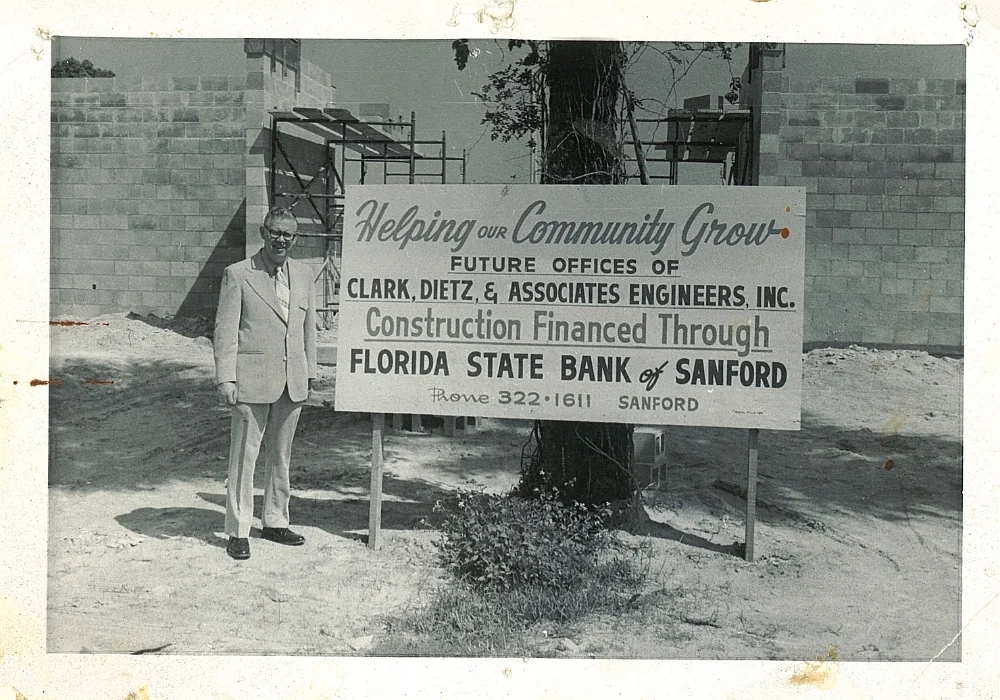 Helping OUR Community Grow
FUTURE OFFICES OF
CLARK, DIETZ, & ASSOCIATES ENGINEERS, INC.
Construction Financed Through
FLORIDA STATE BANK of SANFORD
Phone 322•1611 SANFORD